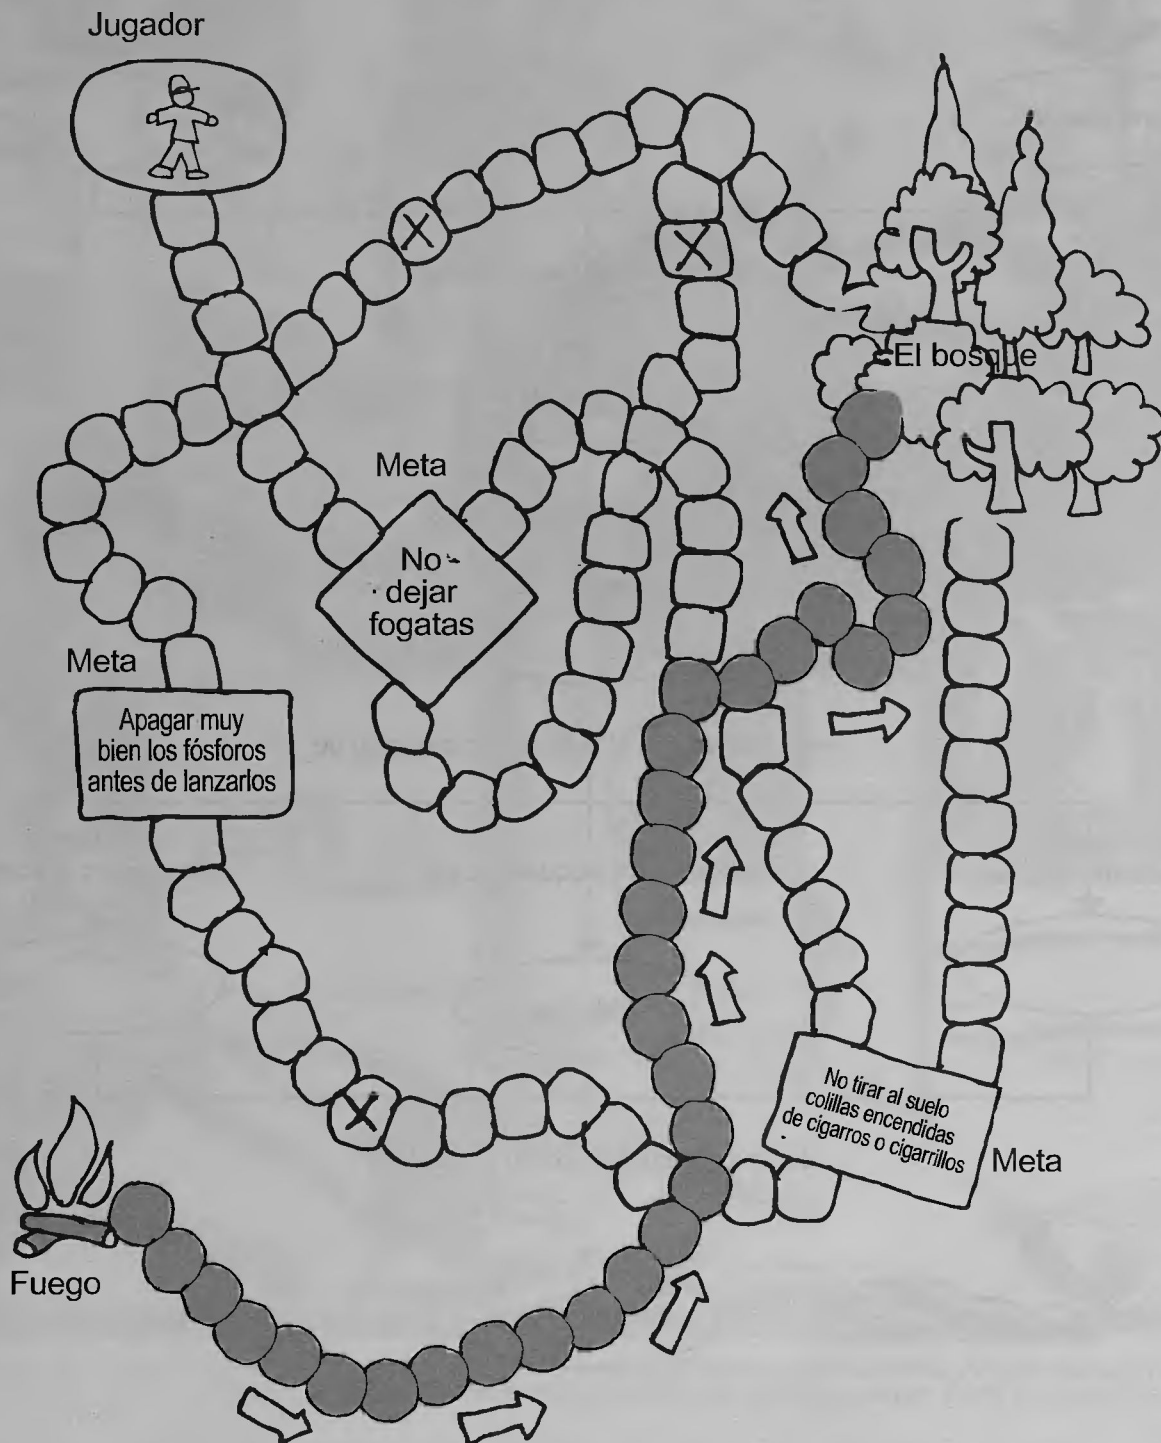 Jugador
X
X
El bosque
Meta
No
dejar
fogatas
Meta
Apagar muy
bien los fósforos
antes de lanzarlos
X
No tirar al suelo
colillas encendidas
de cigarros o cigarrillos
Meta
Fuego